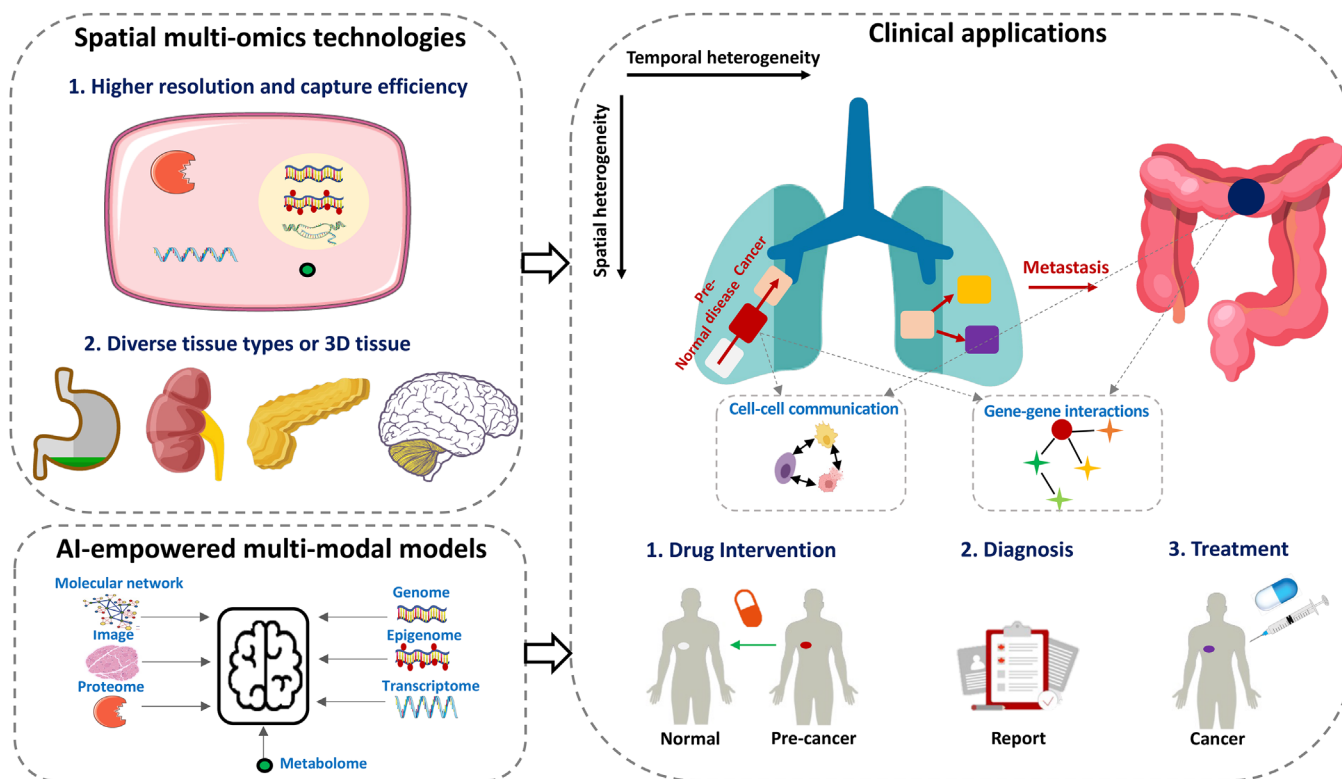 Spatial multi-omics technologies
1. Higher resolution and capture efficiency
2. Diverse tissue types or 3D tissue
AI-empowered multi-modal models
Molecular network
Image
Proteome
Genome
Epigenome
Transcriptome
Metabolome
Clinical applications
Temporal heterogeneity
Spatial heterogeneity
Normal
Pre-
disease
Cancer
Metastasis
Cell-cell communication
Gene-gene interactions
1. Drug Intervention
2. Diagnosis
3. Treatment
Normal
Pre-cancer
Report
Cancer